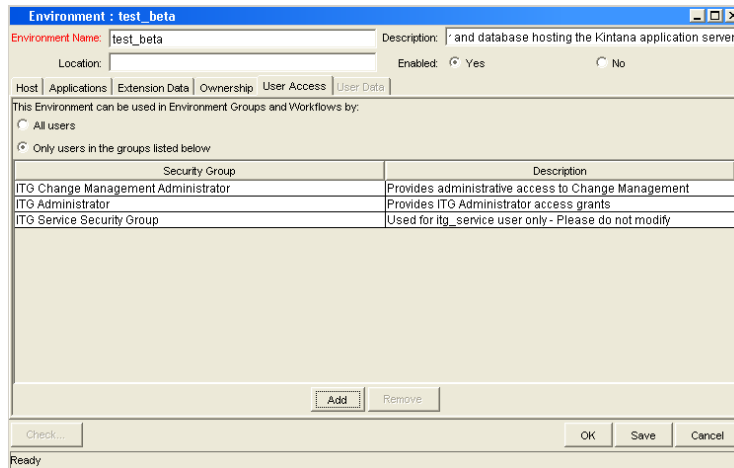 Environment : test_beta
Environment Name: test_beta Description: and database hosting the Kintana application server
Location: Enabled: Yes No
Host Applications Extension Data Ownership User Access User Data
This Environment can be used in Environment Groups and Workflows by:
All users
Only users in the groups listed below
Security Group Description
ITG Change Management Administrator Provides administrative access to Change Management
ITG Administrator Provides ITG Administrator access grants
ITG Service Security Group Used for itg_service user only - Please do not modify
Add Remove
Check... OK Save Cancel
Ready